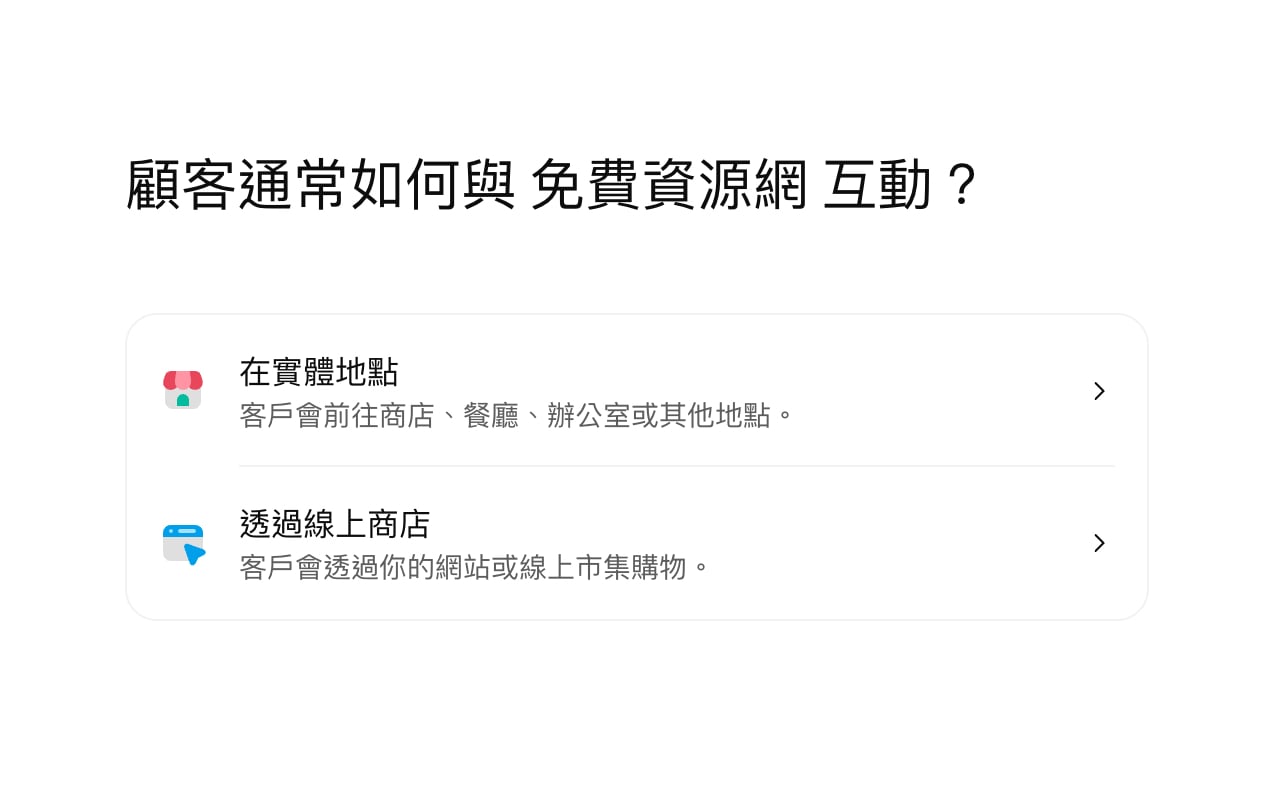 顧客通常如何與 免費資源網 互動？
在實體地點
客戶會前往商店、餐廳、辦公室或其他地點。
透過線上商店
客戶會透過你的網站或線上市集購物。